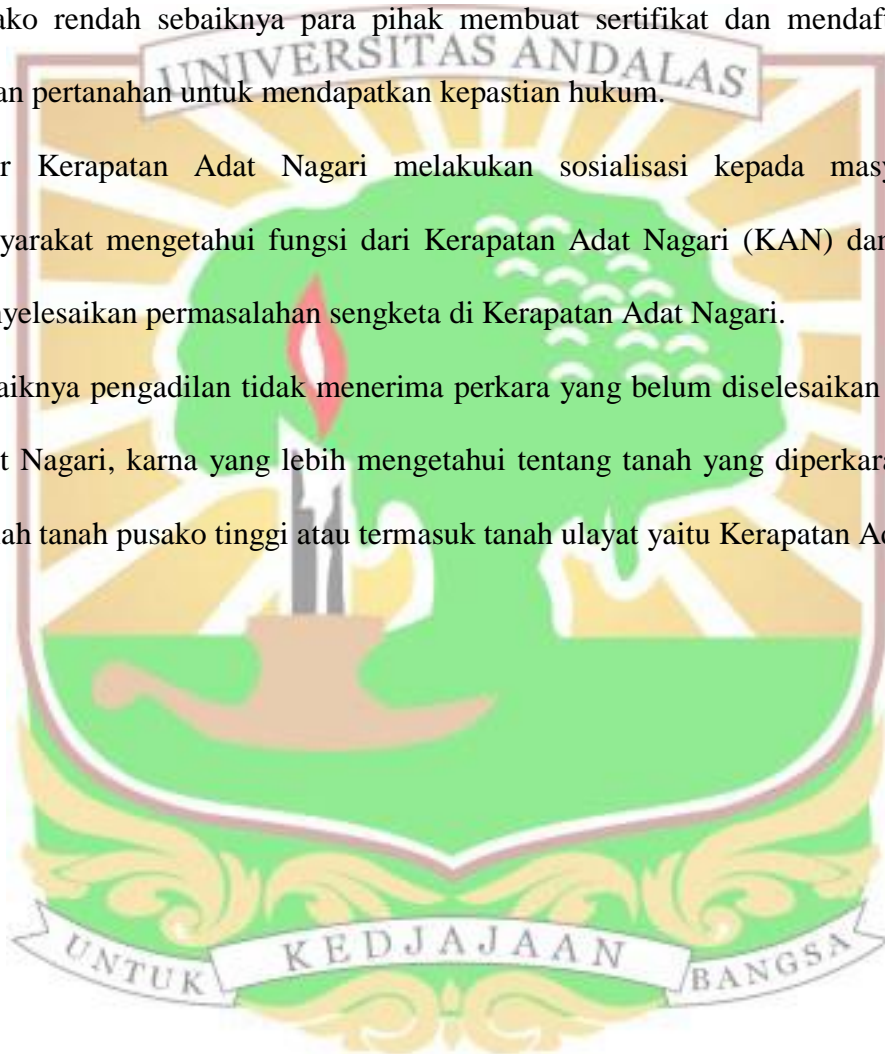 ako rendah sebaiknya para pihak membuat sertifikat dan mendaf
UNIVERSITAS ANDALAS
an pertanahan untuk mendapatkan kepastian hukum.
r Kerapatan Adat Nagari melakukan sosialisasi kepada masy
yarakat mengetahui fungsi dari Kerapatan Adat Nagari (KAN) dan
nyelesaikan permasalahan sengketa di Kerapatan Adat Nagari.
aiknya pengadilan tidak menerima perkara yang belum diselesaikan
t Nagari, karna yang lebih mengetahui tentang tanah yang diperkara
lah tanah pusako tinggi atau termasuk tanah ulayat yaitu Kerapatan Ad
UNTUK KEDJAJAAN BANGSA